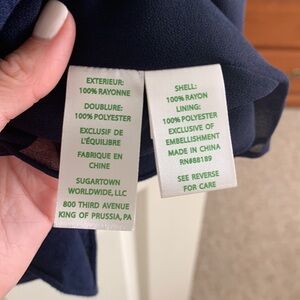 EXTERIEUR:
100% RAYONNE
DOUBLURE:
100% POLYESTER
EXCLUSIF DE
L'ÉQUILIBRE
FABRIQUE EN
CHINE
SUGARTOWN
WORLDWIDE, LLC
800 THIRD AVENUE
KING OF PRUSSIA, PA
SHELL:
100% RAYON
LINING:
100% POLYESTER
EXCLUSIVE OF
EMBELLISHMENT
MADE IN CHINA
RN#88189
SEE REVERSE
FOR CARE